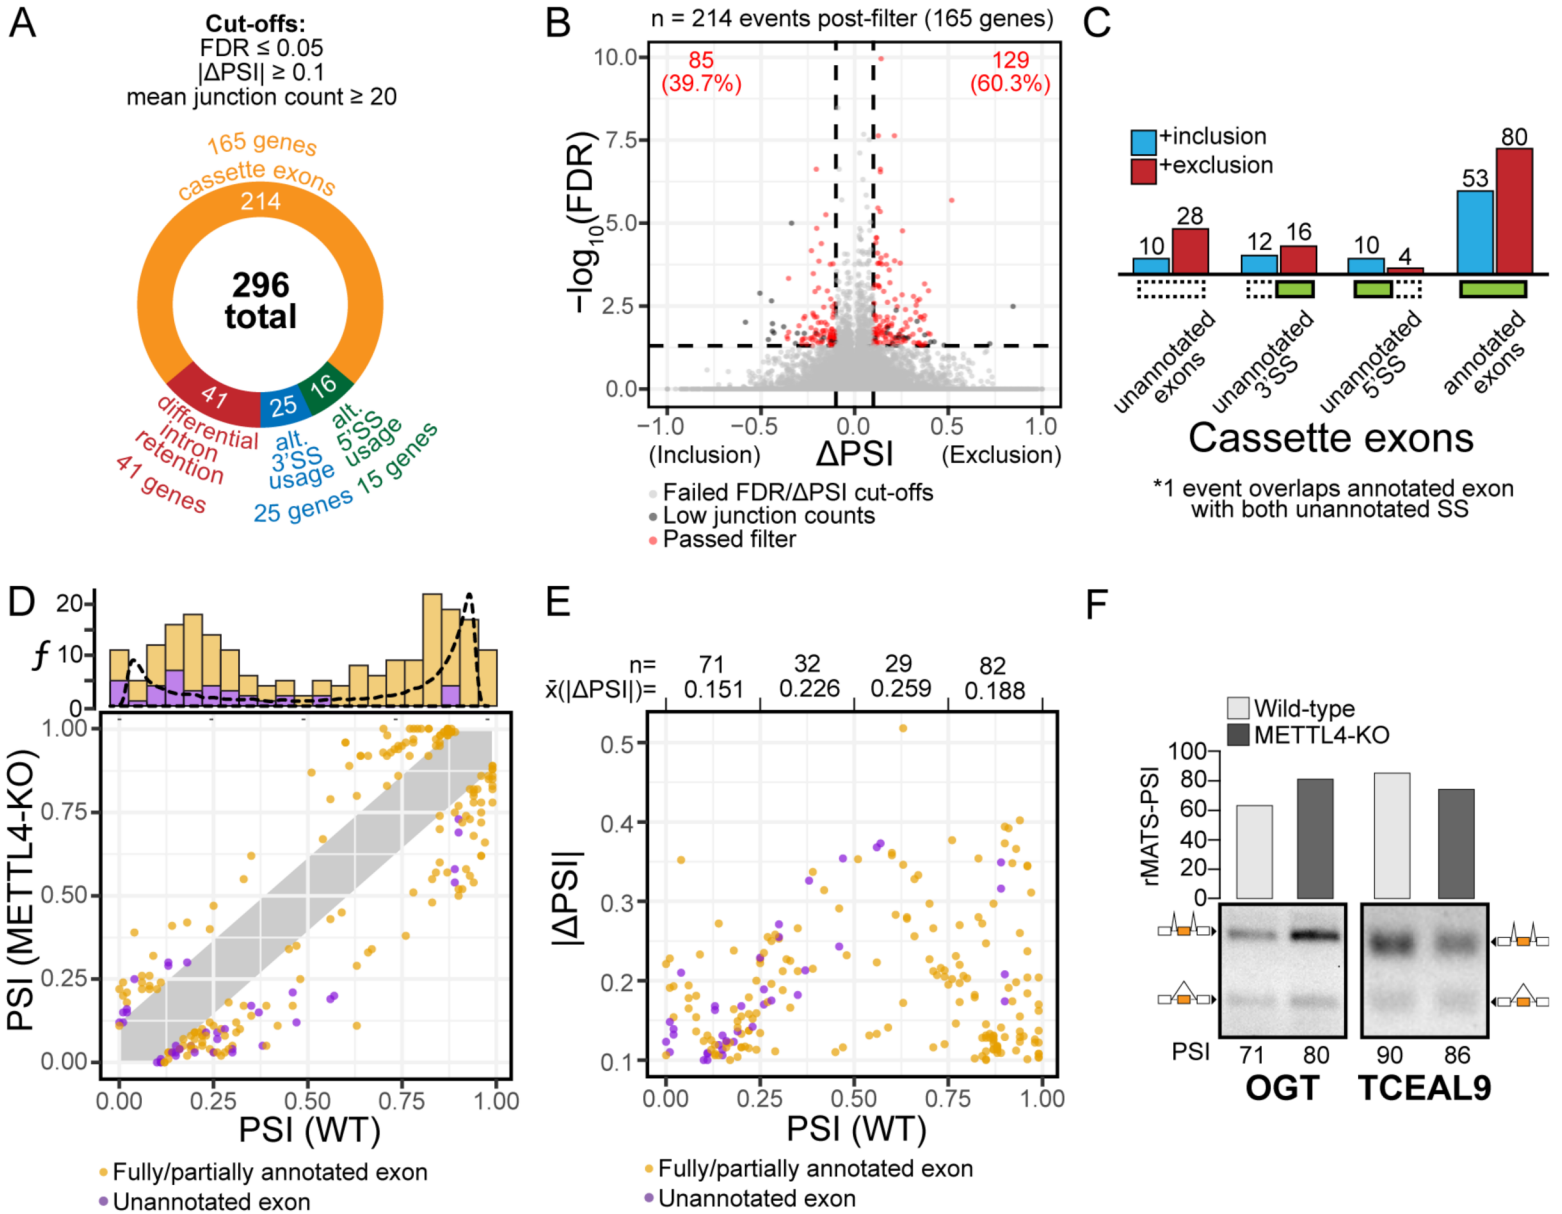 A
Cut-offs:
FDR ≤ 0.05
|ΔPSI| ≥ 0.1
mean junction count ≥ 20
165 genes
cassette exons
214
296
total
41
25
16
differential
intron
retention
41 genes
alt.
3'SS
usage
25 genes
alt.
5'SS
usage
15 genes
B
n = 214 events post-filter (165 genes)
85
(39.7%)
129
(60.3%)
−log10(FDR)
10.0
7.5
5.0
2.5
0.0
−1.0
−0.5
0.0
0.5
1.0
(Inclusion)
ΔPSI
(Exclusion)
Failed FDR/ΔPSI cut-offs
Low junction counts
Passed filter
C
+inclusion
+exclusion
10
28
12
16
10
4
53
80
unannotated
exons
unannotated
3'SS
unannotated
5'SS
annotated
exons
Cassette exons
*1 event overlaps annotated exon
with both unannotated SS
D
ƒ
20
10
0
PSI (METTL4-KO)
1.00
0.75
0.50
0.25
0.00
0.00
0.25
0.50
0.75
1.00
PSI (WT)
Fully/partially annotated exon
Unannotated exon
E
n=
71
32
29
82
x̄(|ΔPSI|)=
0.151
0.226
0.259
0.188
|ΔPSI|
0.5
0.4
0.3
0.2
0.1
0.00
0.25
0.50
0.75
1.00
PSI (WT)
Fully/partially annotated exon
Unannotated exon
F
Wild-type
METTL4-KO
rMATS-PSI
100
80
60
40
20
0
PSI
71
80
90
86
OGT
TCEAL9